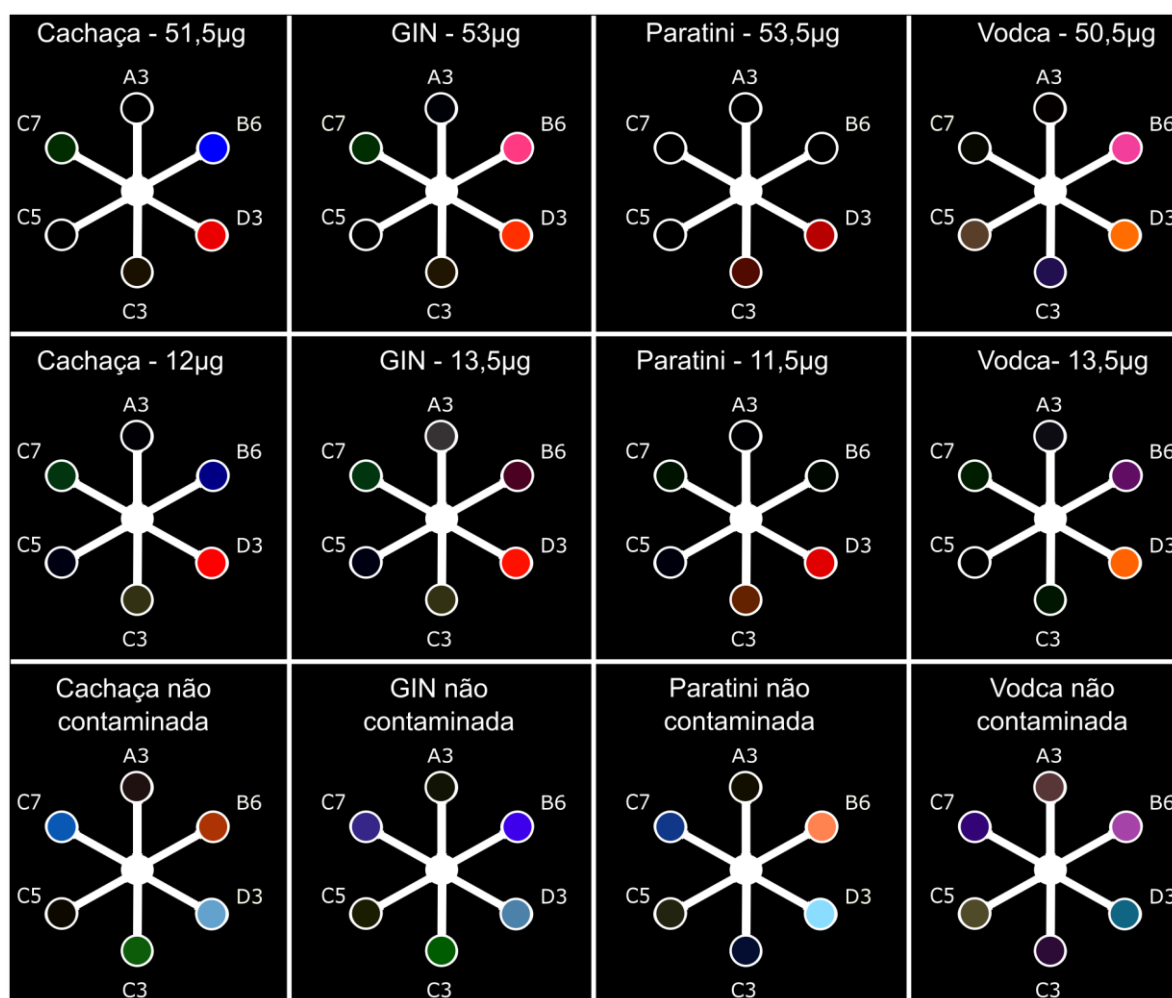 Cachaça - 51,5µg
A3
C7
B6
C5
D3
C3
GIN - 53µg
A3
C7
B6
C5
D3
C3
Paratini - 53,5µg
A3
C7
B6
C5
D3
C3
Vodca - 50,5µg
A3
C7
B6
C5
D3
C3
Cachaça - 12µg
A3
C7
B6
C5
D3
C3
GIN - 13,5µg
A3
C7
B6
C5
D3
C3
Paratini - 11,5µg
A3
C7
B6
C5
D3
C3
Vodca- 13,5µg
A3
C7
B6
C5
D3
C3
Cachaça não
contaminada
A3
C7
B6
C5
D3
C3
GIN não
contaminada
A3
C7
B6
C5
D3
C3
Paratini não
contaminada
A3
C7
B6
C5
D3
C3
Vodca não
contaminada
A3
C7
B6
C5
D3
C3